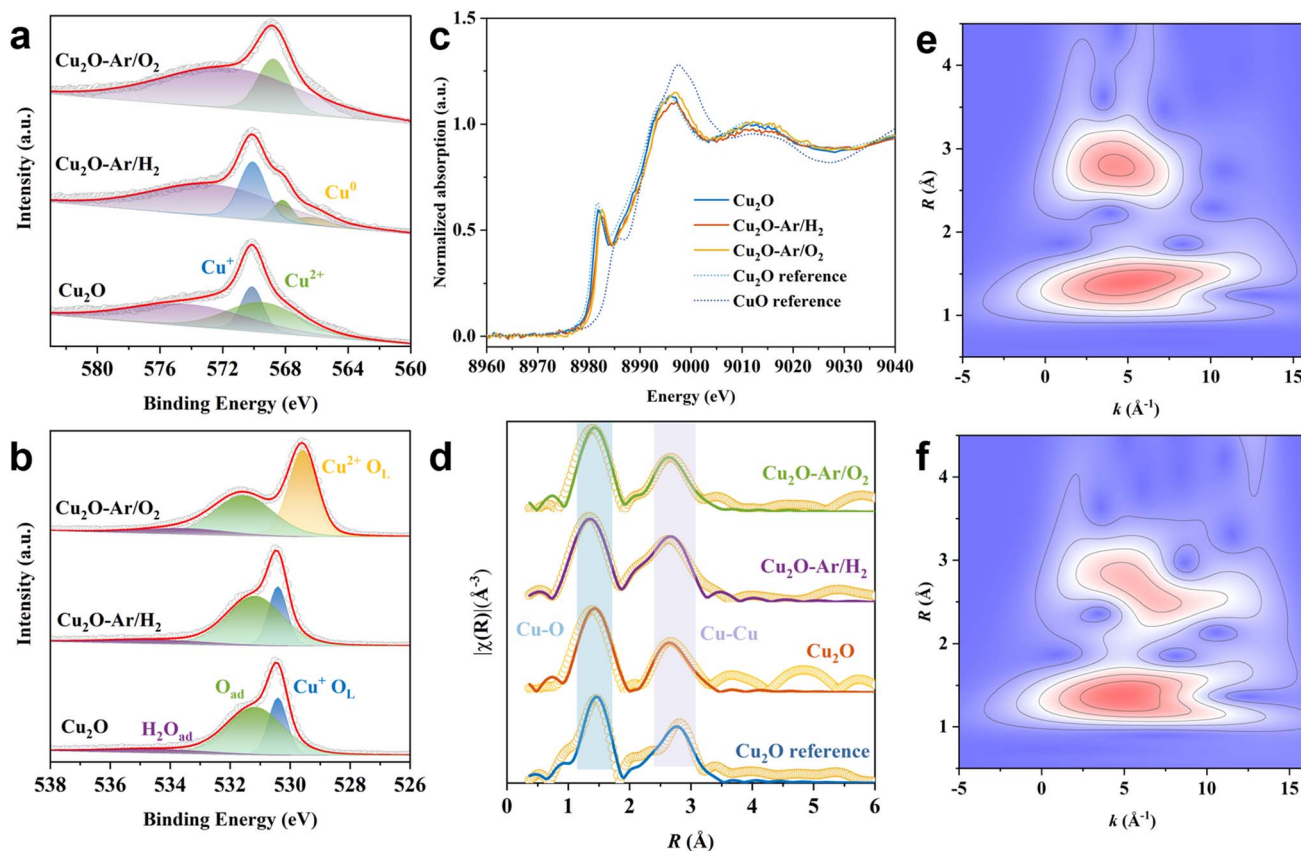 a
Cu₂O-Ar/O₂
Cu₂O-Ar/H₂
Cu⁰
Cu⁺
Cu²⁺
Cu₂O
Intensity (a.u.)
580 576 572 568 564 560
Binding Energy (eV)
b
Cu²⁺ O_L
Cu₂O-Ar/O₂
Cu₂O-Ar/H₂
O_ad
Cu⁺ O_L
H₂O_ad
Cu₂O
Intensity (a.u.)
538 536 534 532 530 528 526
Binding Energy (eV)
c
1.5
1.0
0.5
0.0
Normalized absorption (a.u.)
Cu₂O
Cu₂O-Ar/H₂
Cu₂O-Ar/O₂
Cu₂O reference
CuO reference
8960 8970 8980 8990 9000 9010 9020 9030 9040
Energy (eV)
d
Cu₂O-Ar/O₂
Cu₂O-Ar/H₂
Cu-O
Cu-Cu
Cu₂O
Cu₂O reference
|χ(R)|(Å⁻³)
0 1 2 3 4 5 6
R (Å)
e
4
3
2
1
R (Å)
-5 0 5 10 15
k (Å⁻¹)
f
4
3
2
1
R (Å)
-5 0 5 10 15
k (Å⁻¹)